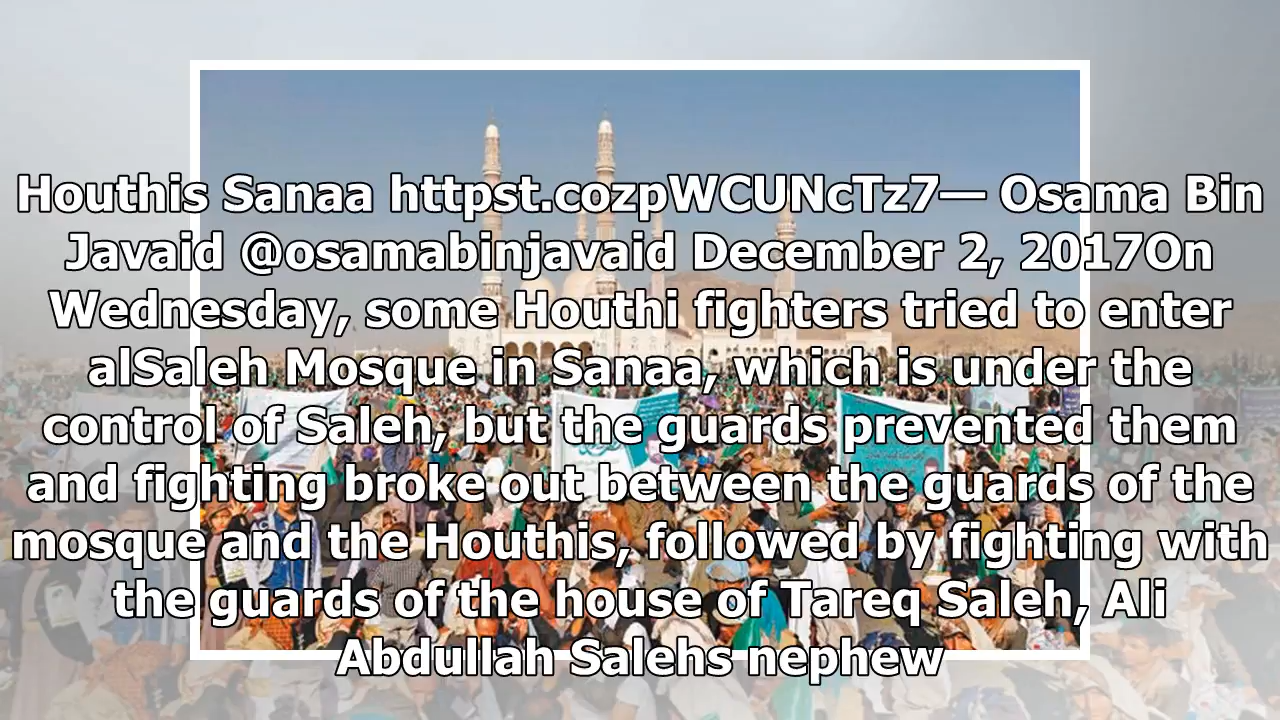 Houthis Sanaa httpst.cozpWCUNcTz7— Osama Bin
Javaid @osamabinjavaid December 2, 2017On
Wednesday, some Houthi fighters tried to enter
alSaleh Mosque in Sanaa, which is under the
control of Saleh, but the guards prevented them
and fighting broke out between the guards of the
mosque and the Houthis, followed by fighting with
the guards of the house of Tareq Saleh, Ali
Abdullah Salehs nephew